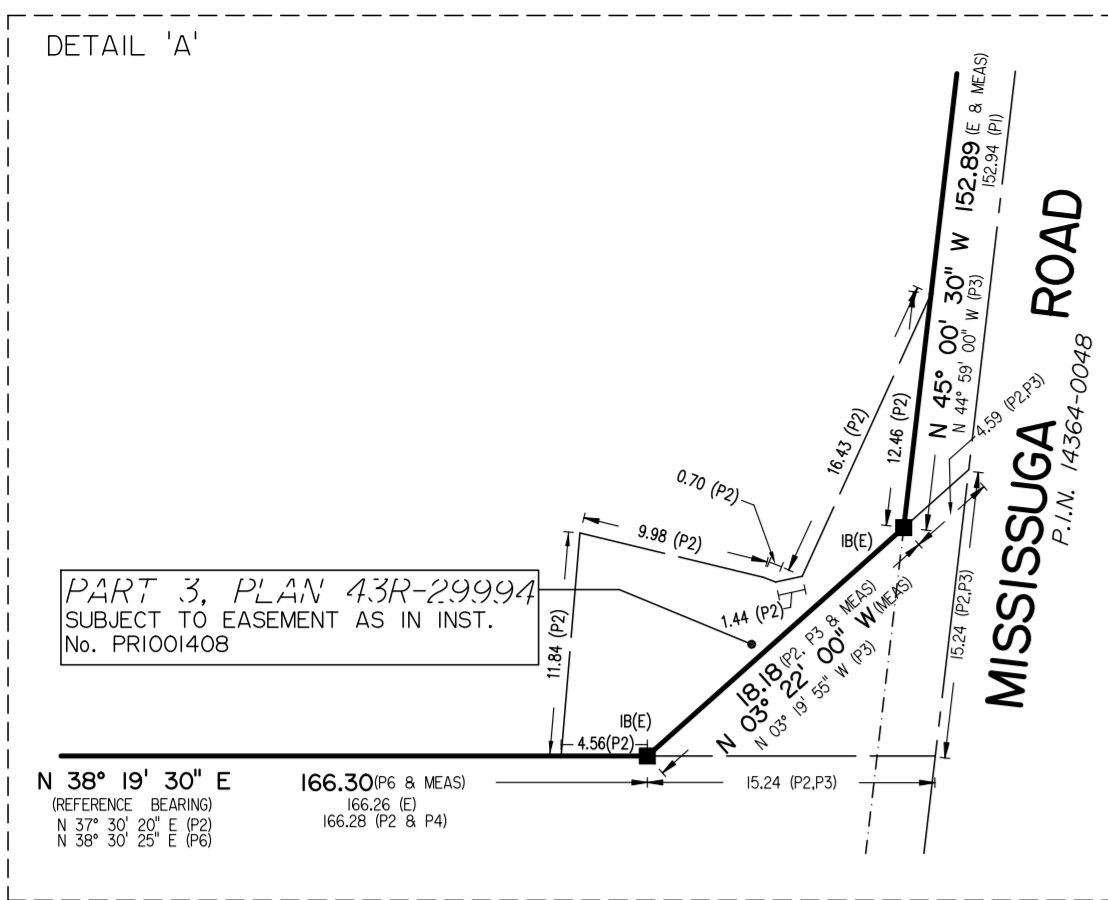 DETAIL 'A'
152.89 (E & MEAS)
152.94 (P1)
N 45° 00' 30" W
N 44° 59' 00" W (P3)
MISSISSUGA ROAD
P.I.N. 14364-0048
16.43 (P2)
12.46 (P2)
4.59 (P2,P3)
0.70 (P2)
9.98 (P2)
IB(E)
1.44 (P2)
PART 3, PLAN 43R-29994
SUBJECT TO EASEMENT AS IN INST.
No. PR1001408
11.84 (P2)
18.18 (P2, P3 & MEAS)
N 03° 22' 00" W (MEAS)
N 03° 19' 55" W (P3)
15.24 (P2,P3)
IB(E)
4.56(P2)
15.24 (P2,P3)
N 38° 19' 30" E
(REFERENCE BEARING)
N 37° 30' 20" E (P2)
N 38° 30' 25" E (P6)
166.30(P6 & MEAS)
166.26 (E)
166.28 (P2 & P4)